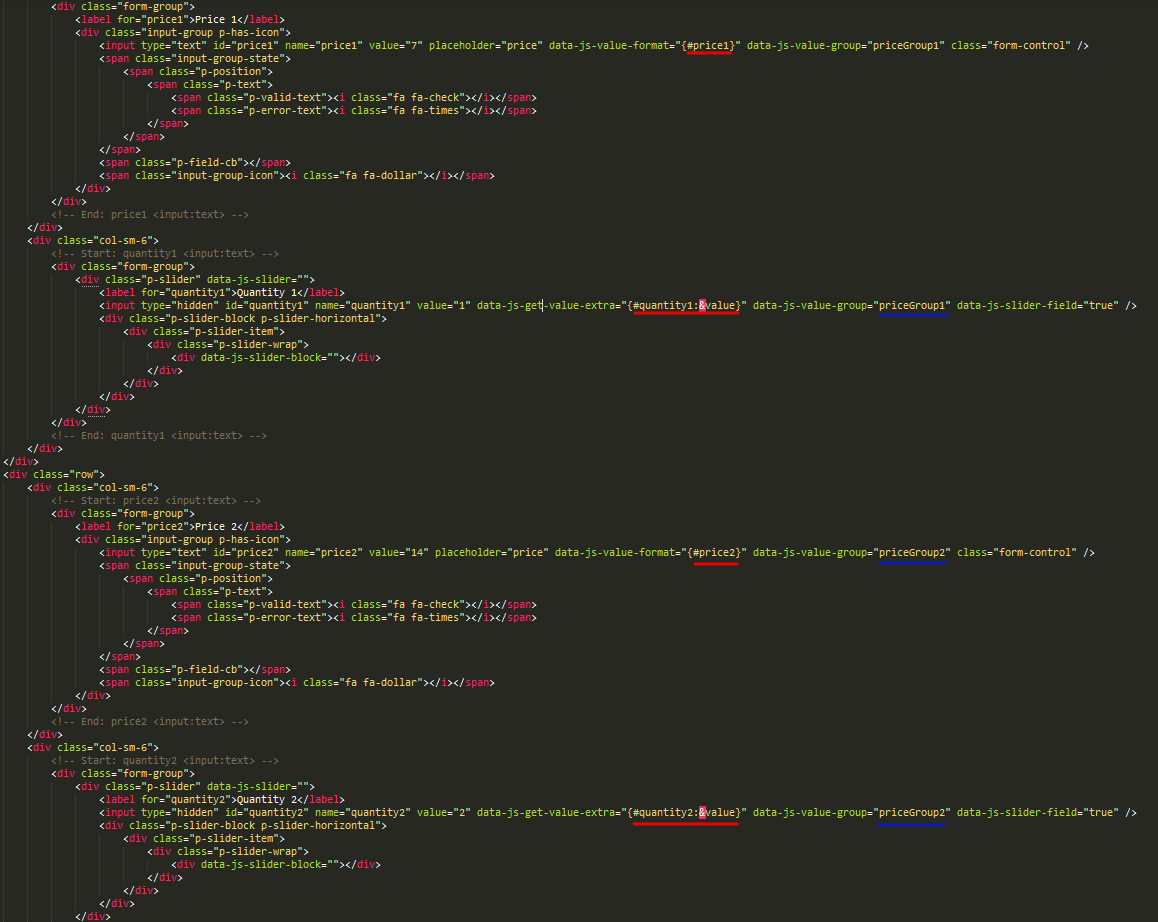 <div class="form-group">
<label for="price1">Price 1</label>
<div class="input-group p-has-icon">
<input type="text" id="price1" name="price1" value="7" placeholder="price" data-js-value-format="{#price1}" data-js-value-group="priceGroup1" class="form-control" />
<span class="input-group-state">
<span class="p-position">
<span class="p-text">
<span class="p-valid-text"><i class="fa fa-check"></i></span>
<span class="p-error-text"><i class="fa fa-times"></i></span>
</span>
</span>
</span>
<span class="p-field-cb"></span>
<span class="input-group-icon"><i class="fa fa-dollar"></i></span>
</div>
</div>
<!-- End: price1 <input:text> -->
</div>
<div class="col-sm-6">
<!-- Start: quantity1 <input:text> -->
<div class="form-group">
<div class="p-slider" data-js-slider="">
<label for="quantity1">Quantity 1</label>
<input type="hidden" id="quantity1" name="quantity1" value="1" data-js-get-value-extra="{#quantity1:&value}" data-js-value-group="priceGroup1" data-js-slider-field="true" />
<div class="p-slider-block p-slider-horizontal">
<div class="p-slider-item">
<div class="p-slider-wrap">
<div data-js-slider-block=""></div>
</div>
</div>
</div>
</div>
</div>
<!-- End: quantity1 <input:text> -->
</div>
</div>
<div class="row">
<div class="col-sm-6">
<!-- Start: price2 <input:text> -->
<div class="form-group">
<label for="price2">Price 2</label>
<div class="input-group p-has-icon">
<input type="text" id="price2" name="price2" value="14" placeholder="price" data-js-value-format="{#price2}" data-js-value-group="priceGroup2" class="form-control" />
<span class="input-group-state">
<span class="p-position">
<span class="p-text">
<span class="p-valid-text"><i class="fa fa-check"></i></span>
<span class="p-error-text"><i class="fa fa-times"></i></span>
</span>
</span>
</span>
<span class="p-field-cb"></span>
<span class="input-group-icon"><i class="fa fa-dollar"></i></span>
</div>
</div>
<!-- End: price2 <input:text> -->
</div>
<div class="col-sm-6">
<!-- Start: quantity2 <input:text> -->
<div class="form-group">
<div class="p-slider" data-js-slider="">
<label for="quantity2">Quantity 2</label>
<input type="hidden" id="quantity2" name="quantity2" value="2" data-js-get-value-extra="{#quantity2:&value}" data-js-value-group="priceGroup2" data-js-slider-field="true" />
<div class="p-slider-block p-slider-horizontal">
<div class="p-slider-item">
<div class="p-slider-wrap">
<div data-js-slider-block=""></div>
</div>
</div>
</div>
</div>